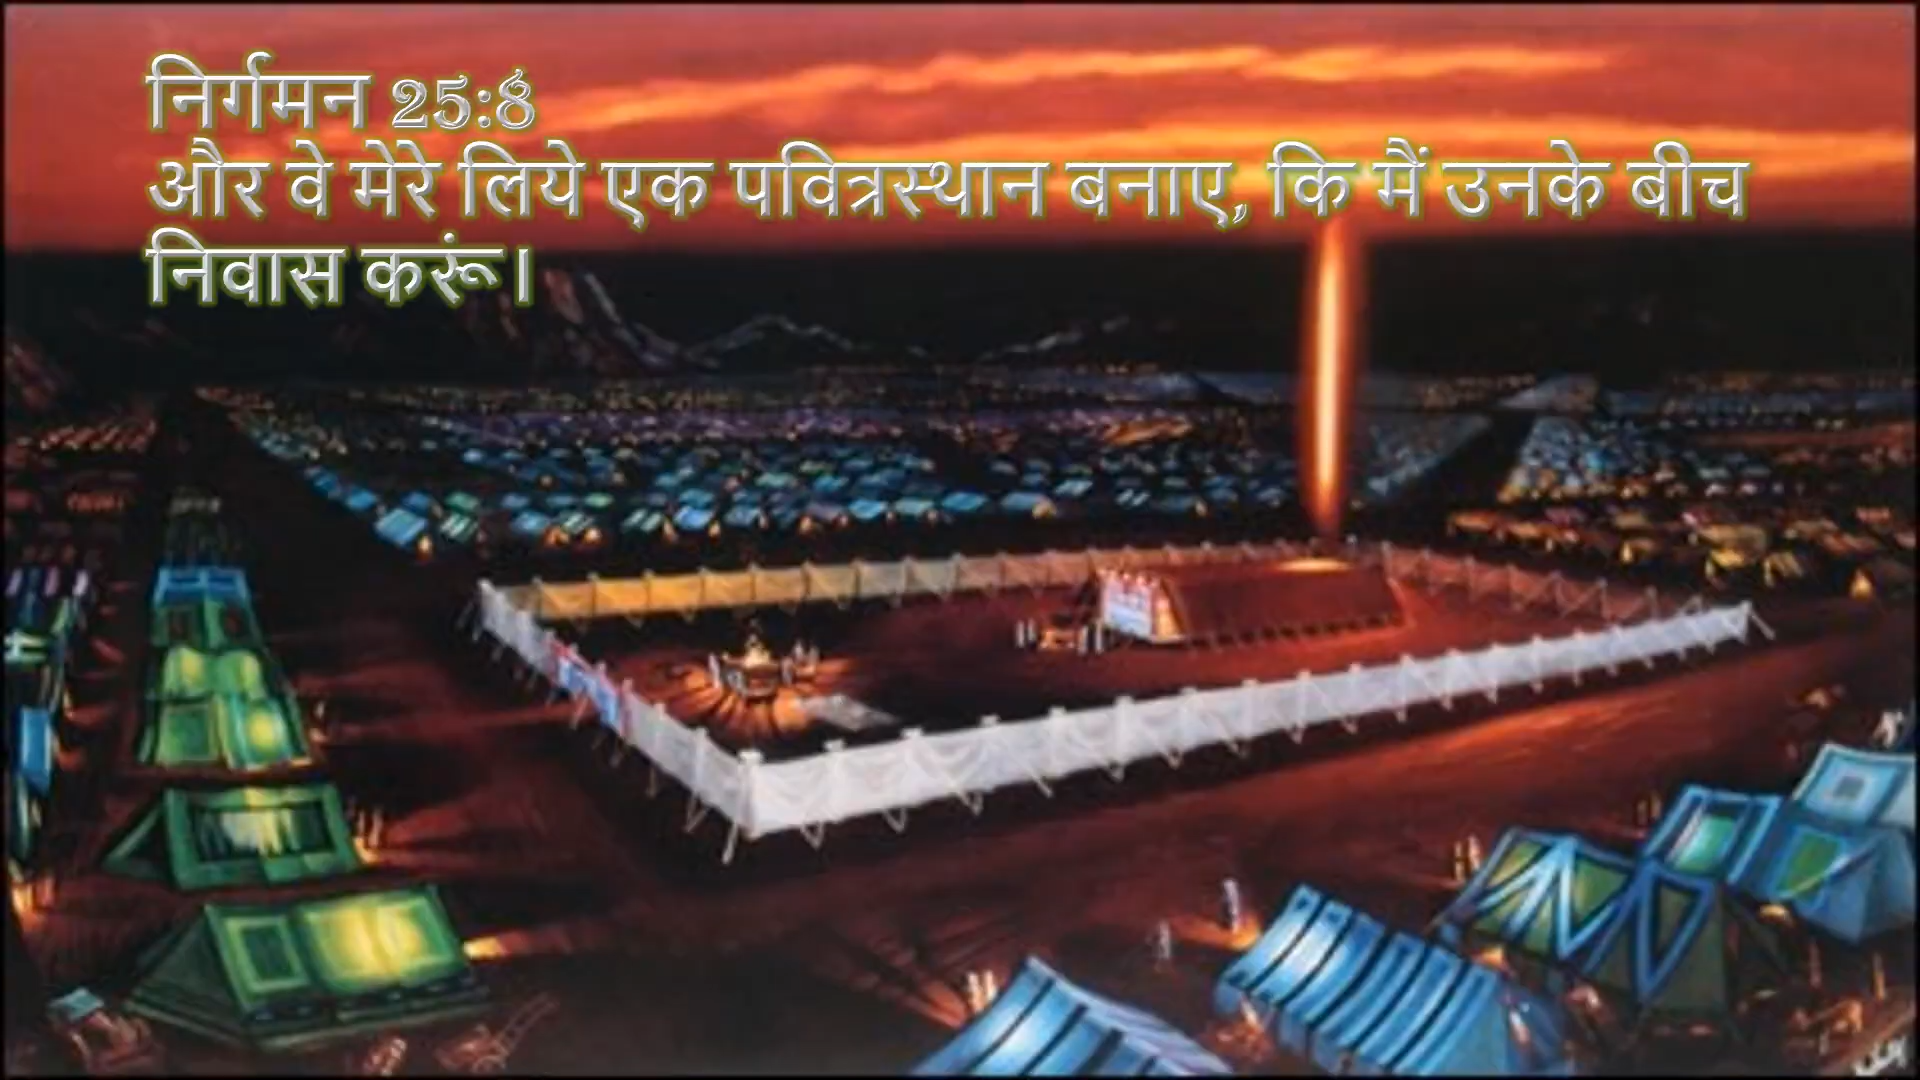 निर्गमन 25:8
और वे मेरे लिये एक पवित्रस्थान बनाए, कि मैं उनके बीच
निवास करूं।